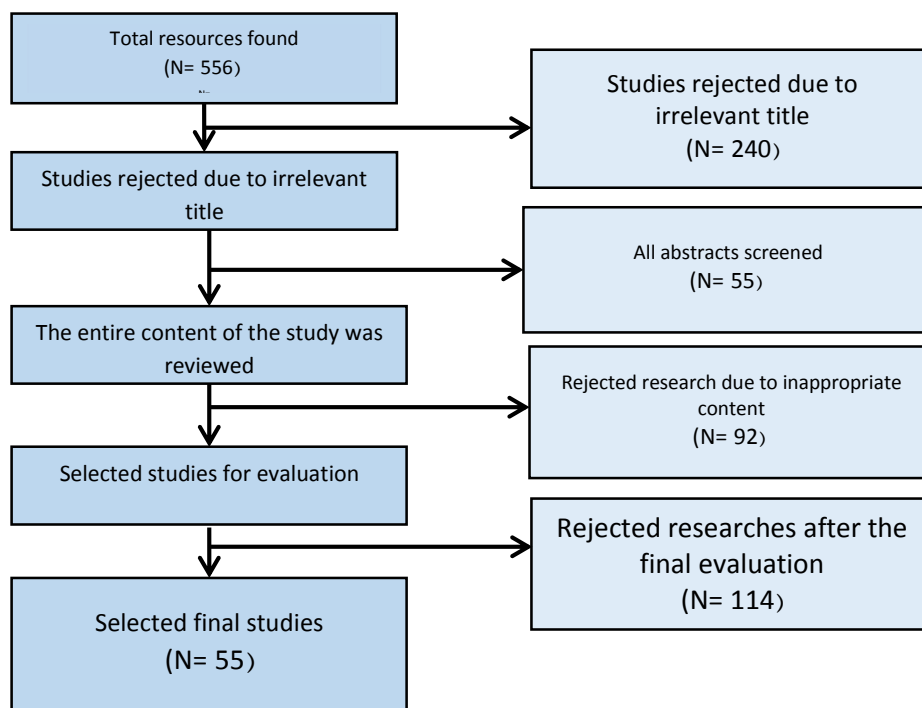 Total resources found
(N= 556)
N=
Studies rejected due to
irrelevant title
(N= 240)
Studies rejected due to irrelevant
title
All abstracts screened
(N= 55)
The entire content of the study was
reviewed
Rejected research due to inappropriate
content
(N= 92)
Selected studies for evaluation
Rejected researches after the
final evaluation
(N= 114)
Selected final studies
(N= 55)